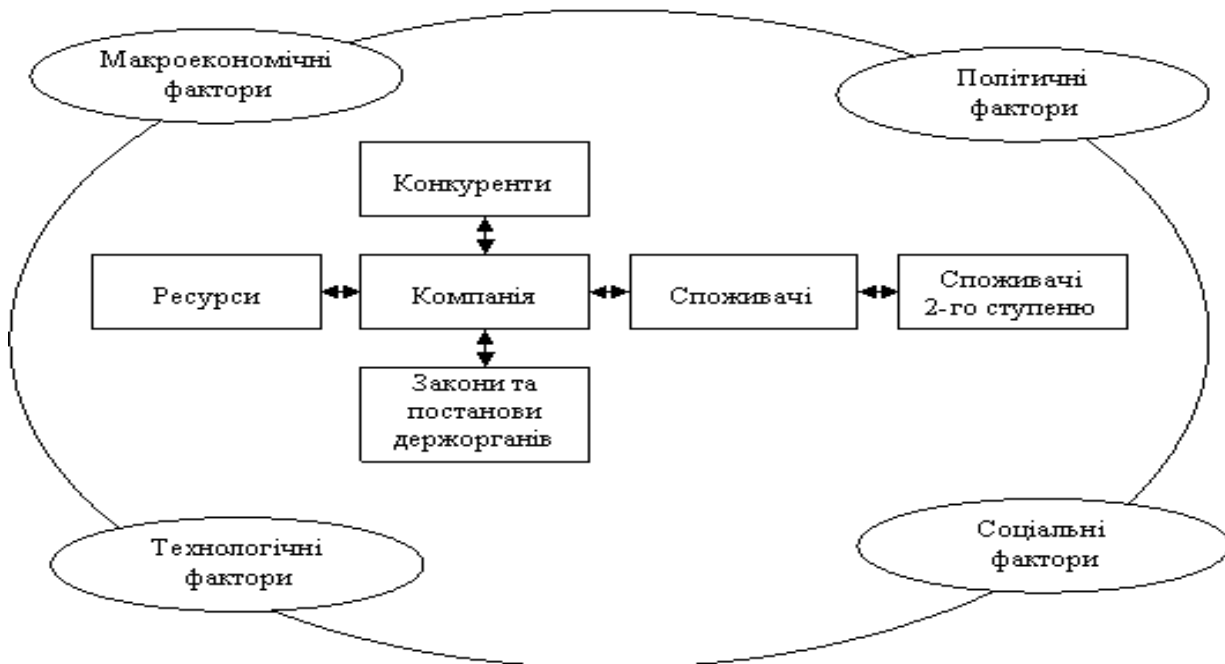 Макроекономічні
фактори
Політичні
фактори
Конкуренти
Ресурси
Компанія
Споживачі
Споживачі
2-го ступеню
Закони та
постанови
держорганів
Технологічні
фактори
Соціальні
фактори